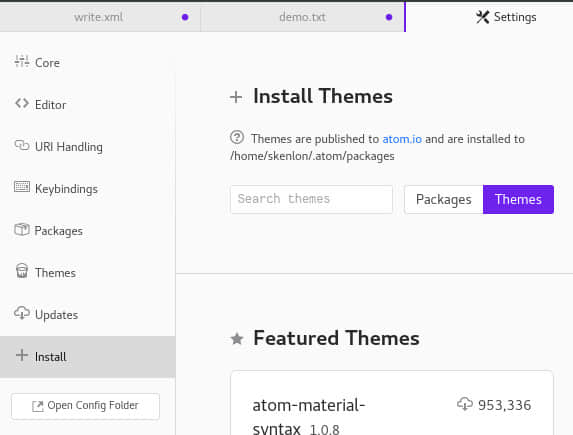 write.xml
demo.txt
Settings
Core
Editor
URI Handling
Keybindings
Packages
Themes
Updates
Install
Open Config Folder
Install Themes
Themes are published to atom.io and are installed to
/home/skenlon/.atom/packages
Search themes
Packages
Themes
Featured Themes
atom-material-
syntax 1.0.8
953,336